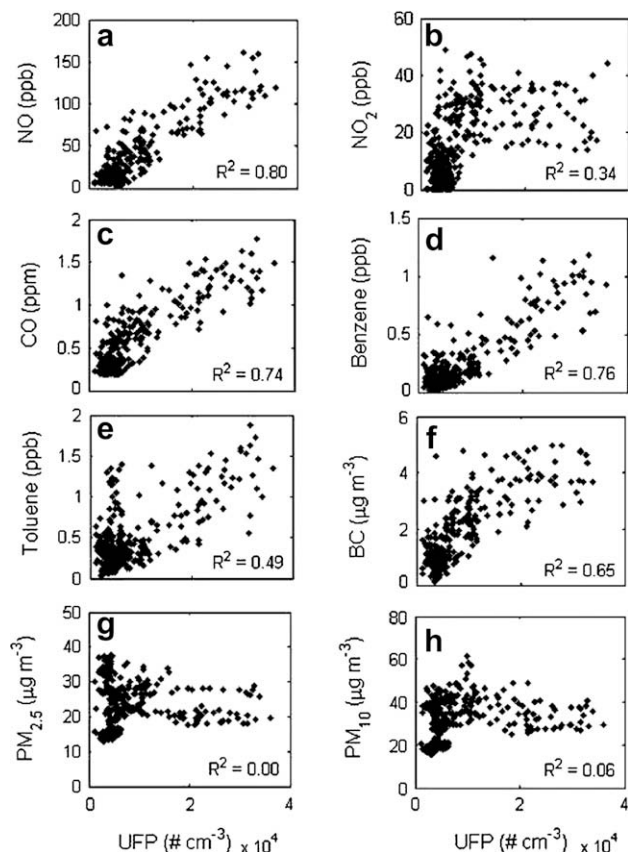 a
NO (ppb)
200
150
100
50
0
R² = 0.80
b
NO₂ (ppb)
60
40
20
0
R² = 0.34
c
CO (ppm)
2
1.5
1
0.5
0
R² = 0.74
d
Benzene (ppb)
1.5
1
0.5
0
R² = 0.76
e
Toluene (ppb)
2
1.5
1
0.5
0
R² = 0.49
f
BC (µg m⁻³)
6
4
2
0
R² = 0.65
g
PM₂.₅ (µg m⁻³)
50
40
30
20
10
0
R² = 0.00
0 2 4
UFP (# cm⁻³) x 10⁴
h
PM₁₀ (µg m⁻³)
80
60
40
20
0
R² = 0.06
0 2 4
UFP (# cm⁻³) x 10⁴